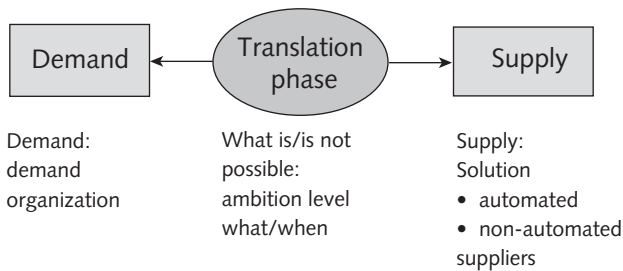 Demand
Translation
phase
Supply
Demand:
demand
organization
What is/is not
possible:
ambition level
what/when
Supply:
Solution
• automated
• non-automated
suppliers